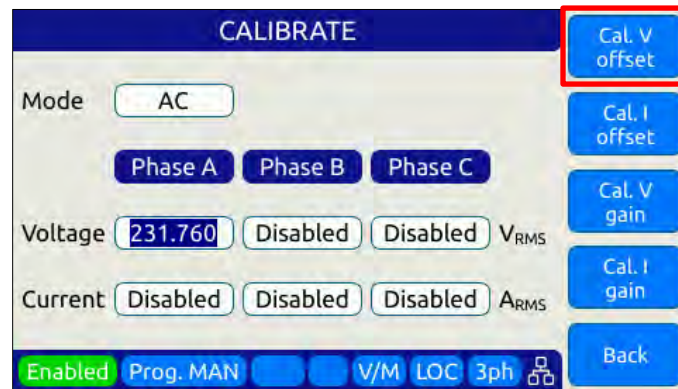 CALIBRATE
Mode AC
Phase A Phase B Phase C
Voltage 231.760 Disabled Disabled VRMS
Current Disabled Disabled Disabled ARMS
Enabled Prog. MAN V/M LOC 3ph
Cal. V
offset
Cal. I
offset
Cal. V
gain
Cal. I
gain
Back